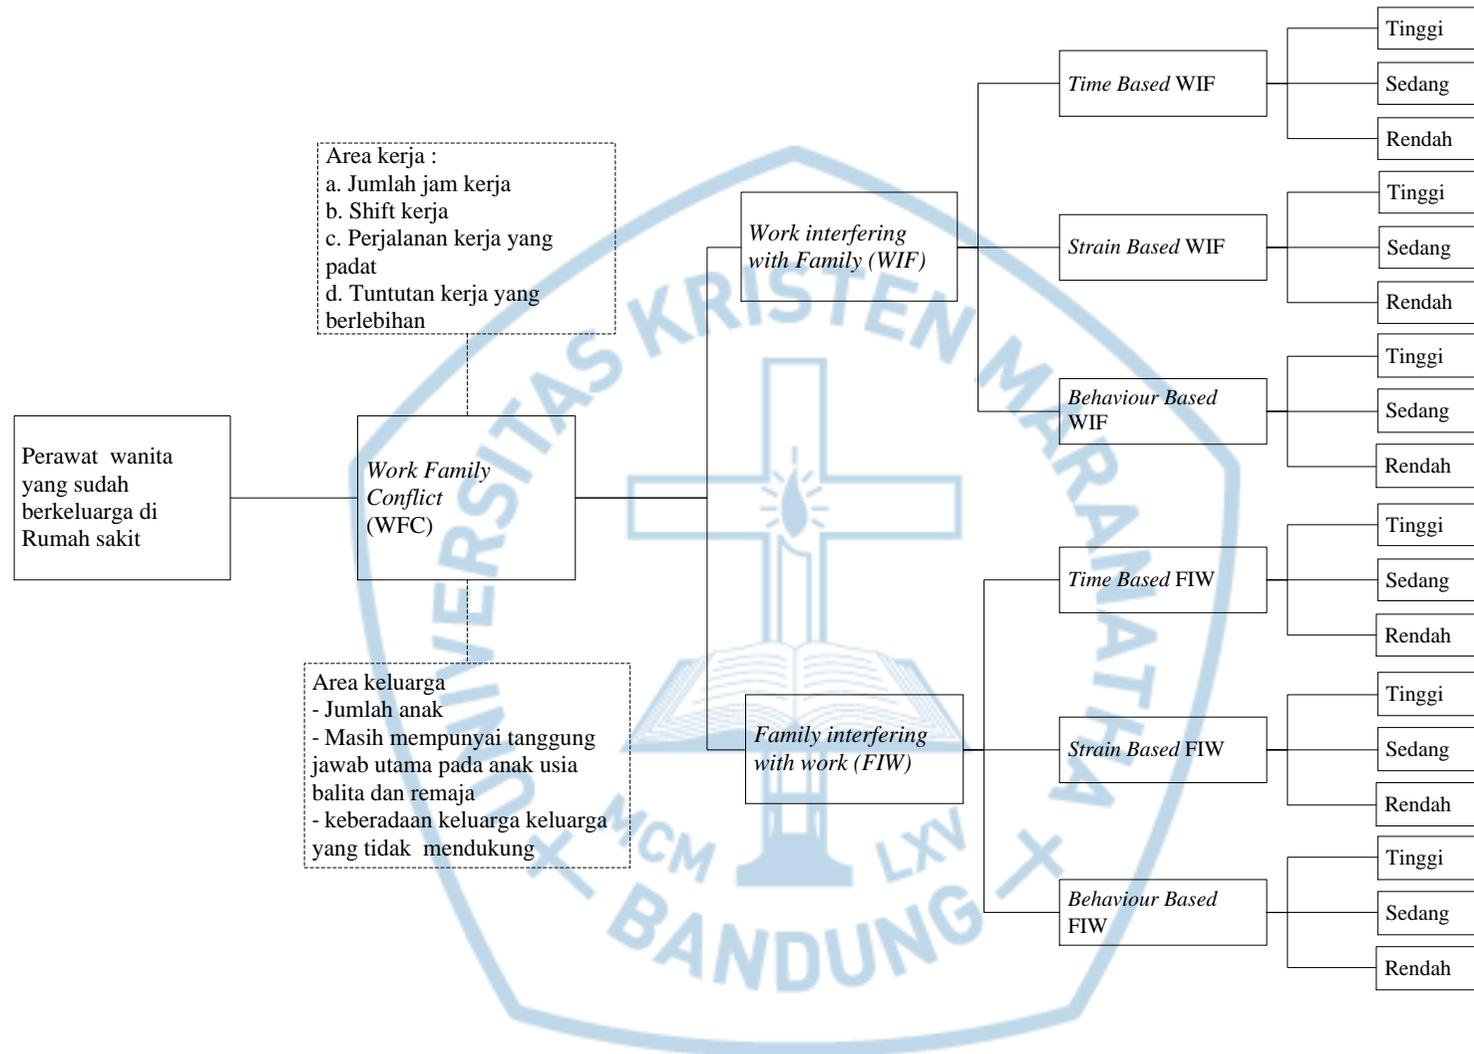 Perawat wanita
yang sudah
berkeluarga di
Rumah sakit
Area kerja :
a. Jumlah jam kerja
b. Shift kerja
c. Perjalanan kerja yang
padat
d. Tuntutan kerja yang
berlebihan
Work Family
Conflict
(WFC)
Area keluarga
- Jumlah anak
- Masih mempunyai tanggung
jawab utama pada anak usia
balita dan remaja
- keberadaan keluarga keluarga
yang tidak mendukung
Work interfering
with Family (WIF)
Time Based WIF
Tinggi
Sedang
Rendah
Strain Based WIF
Tinggi
Sedang
Rendah
Behaviour Based
WIF
Tinggi
Sedang
Rendah
Family interfering
with work (FIW)
Time Based FIW
Tinggi
Sedang
Rendah
Strain Based FIW
Tinggi
Sedang
Rendah
Behaviour Based
FIW
Tinggi
Sedang
Rendah
UNIVERSITAS KRISTEN MARANATHA
MCM LXV
BANDUNG